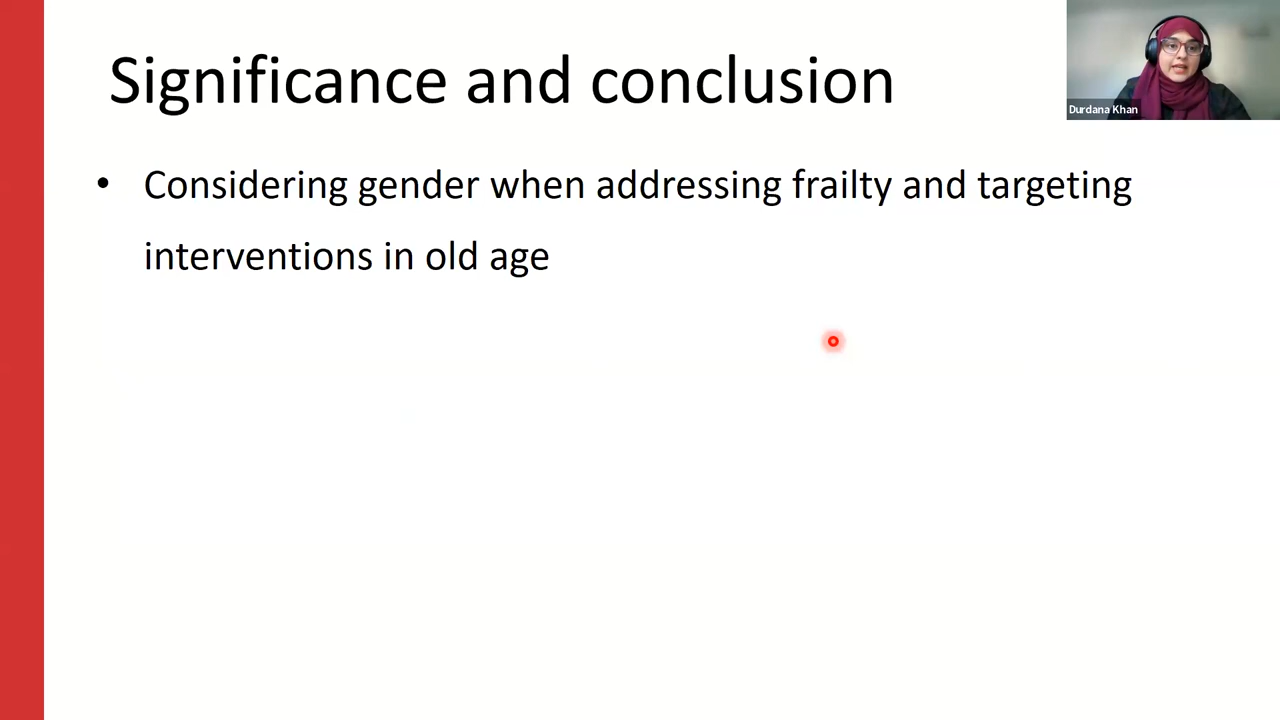 Significance and conclusion
Durdana Khan
• Considering gender when addressing frailty and targeting
interventions in old age